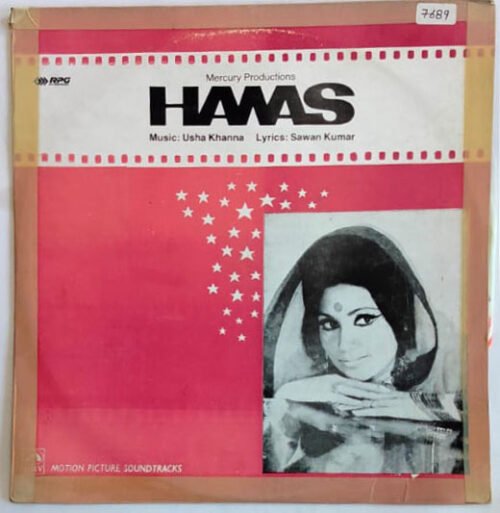 7689
RPG
Mercury Productions
HAWAS
Music: Usha Khanna Lyrics: Sawan Kumar
MOTION PICTURE SOUNDTRACKS